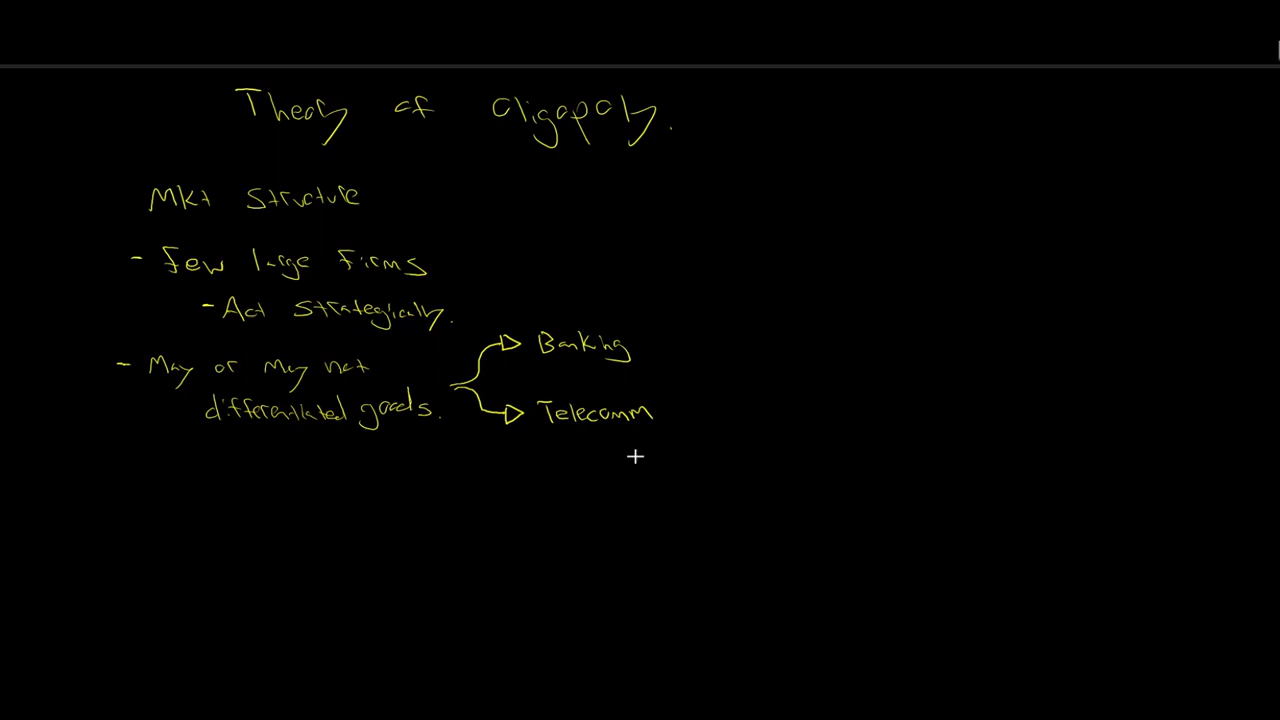 Theory of Oligopoly.
Mkt Structure
- Few large firms
- Act strategically.
- May or may not
differentiated goods.
Banking
Telecomm